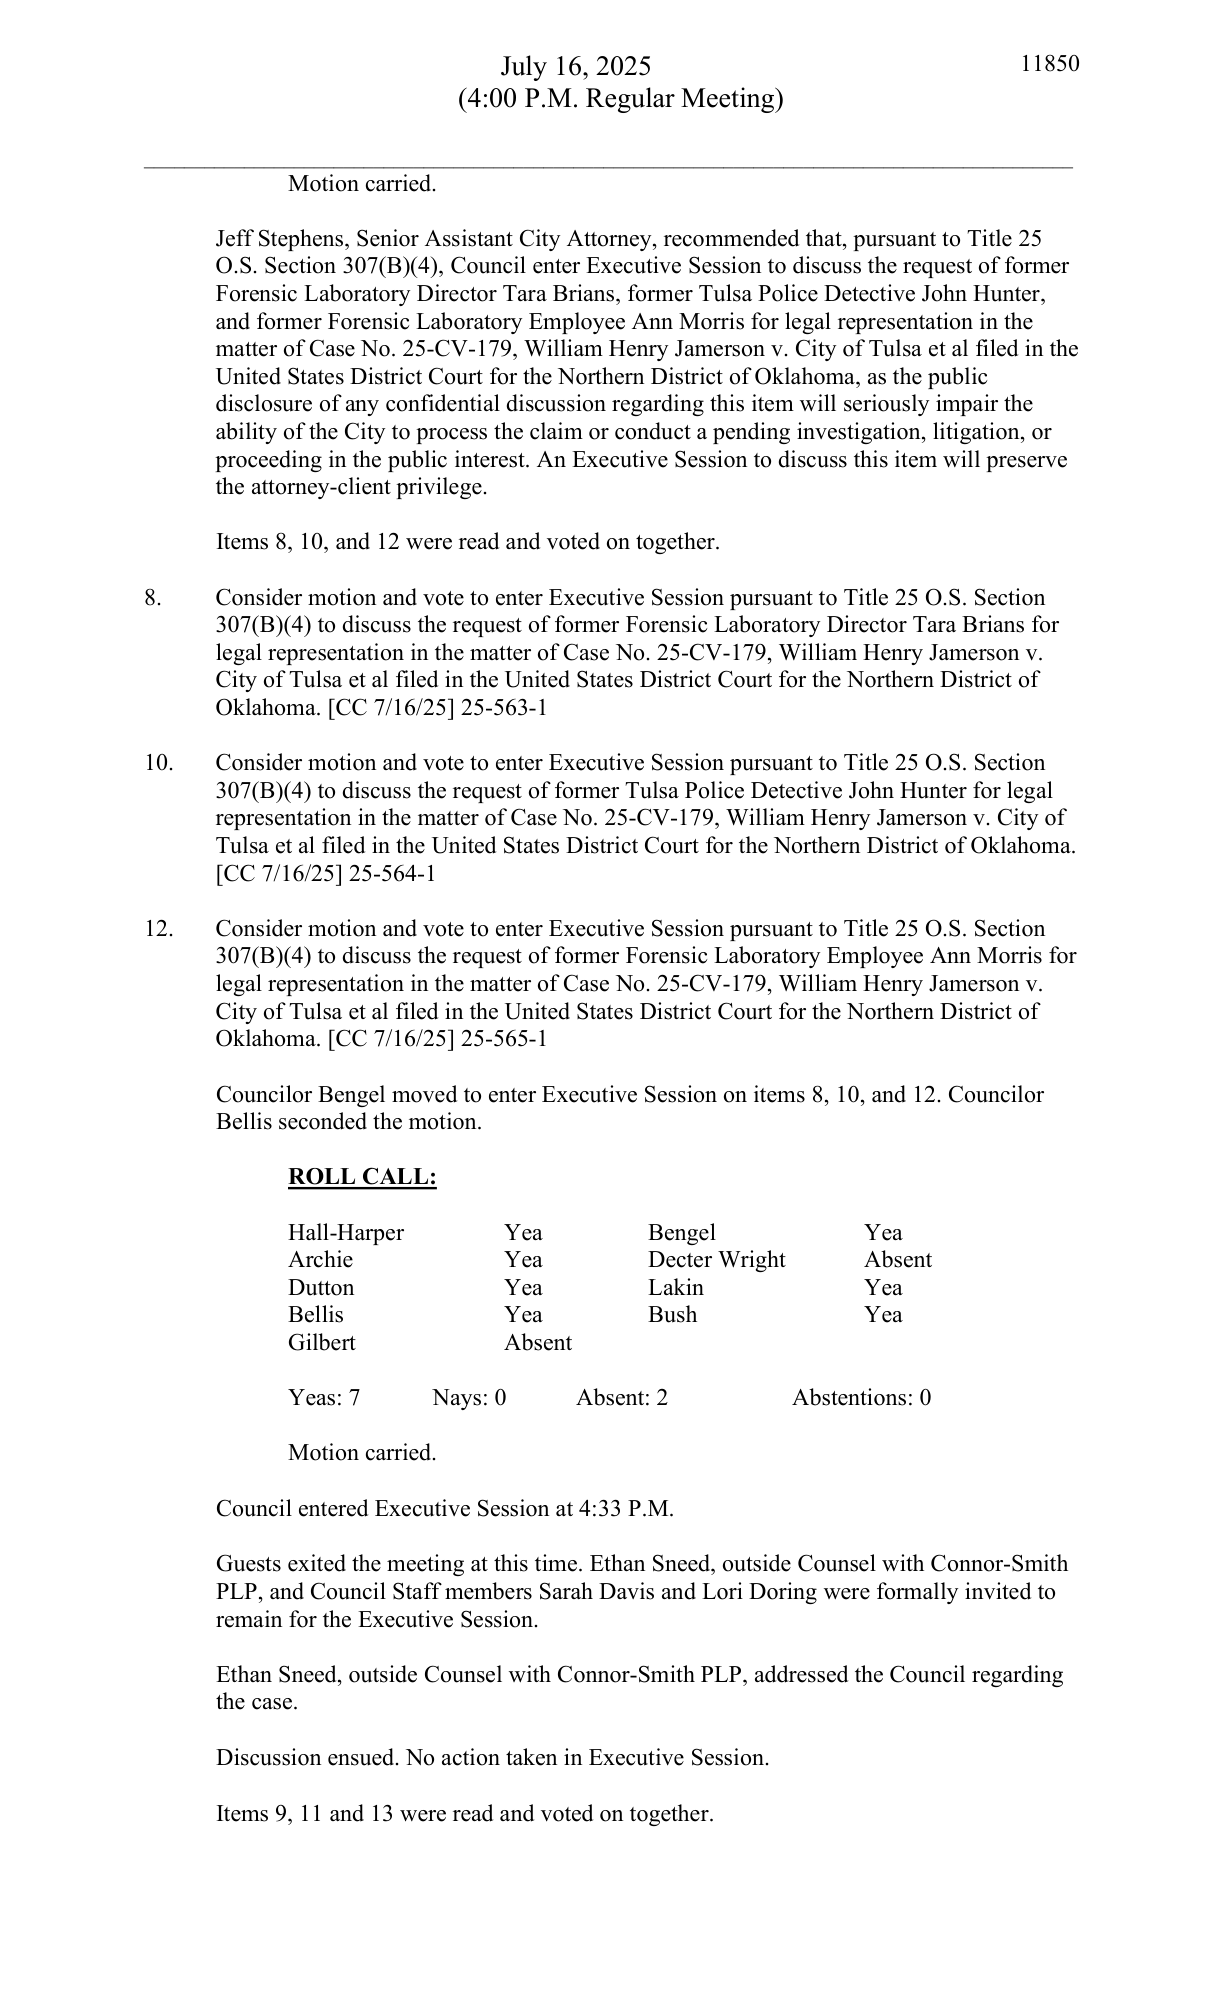 July 16, 2025
11850
(4:00 P.M. Regular Meeting)
Motion carried.
Jeff Stephens, Senior Assistant City Attorney, recommended that, pursuant to Title 25
O.S. Section 307(B)(4), Council enter Executive Session to discuss the request of former
Forensic Laboratory Director Tara Brians, former Tulsa Police Detective John Hunter,
and former Forensic Laboratory Employee Ann Morris for legal representation in the
matter of Case No. 25-CV-179, William Henry Jamerson v. City of Tulsa et al filed in the
United States District Court for the Northern District of Oklahoma, as the public
disclosure of any confidential discussion regarding this item will seriously impair the
ability of the City to process the claim or conduct a pending investigation, litigation, or
proceeding in the public interest. An Executive Session to discuss this item will preserve
the attorney-client privilege.
Items 8, 10, and 12 were read and voted on together.
8. Consider motion and vote to enter Executive Session pursuant to Title 25 O.S. Section
307(B)(4) to discuss the request of former Forensic Laboratory Director Tara Brians for
legal representation in the matter of Case No. 25-CV-179, William Henry Jamerson v.
City of Tulsa et al filed in the United States District Court for the Northern District of
Oklahoma. [CC 7/16/25] 25-563-1
10. Consider motion and vote to enter Executive Session pursuant to Title 25 O.S. Section
307(B)(4) to discuss the request of former Tulsa Police Detective John Hunter for legal
representation in the matter of Case No. 25-CV-179, William Henry Jamerson v. City of
Tulsa et al filed in the United States District Court for the Northern District of Oklahoma.
[CC 7/16/25] 25-564-1
12. Consider motion and vote to enter Executive Session pursuant to Title 25 O.S. Section
307(B)(4) to discuss the request of former Forensic Laboratory Employee Ann Morris for
legal representation in the matter of Case No. 25-CV-179, William Henry Jamerson v.
City of Tulsa et al filed in the United States District Court for the Northern District of
Oklahoma. [CC 7/16/25] 25-565-1
Councilor Bengel moved to enter Executive Session on items 8, 10, and 12. Councilor
Bellis seconded the motion.
ROLL CALL:
Hall-Harper Yea Bengel Yea
Archie Yea Decter Wright Absent
Dutton Yea Lakin Yea
Bellis Yea Bush Yea
Gilbert Absent
Yeas: 7 Nays: 0 Absent: 2 Abstentions: 0
Motion carried.
Council entered Executive Session at 4:33 P.M.
Guests exited the meeting at this time. Ethan Sneed, outside Counsel with Connor-Smith
PLP, and Council Staff members Sarah Davis and Lori Doring were formally invited to
remain for the Executive Session.
Ethan Sneed, outside Counsel with Connor-Smith PLP, addressed the Council regarding
the case.
Discussion ensued. No action taken in Executive Session.
Items 9, 11 and 13 were read and voted on together.